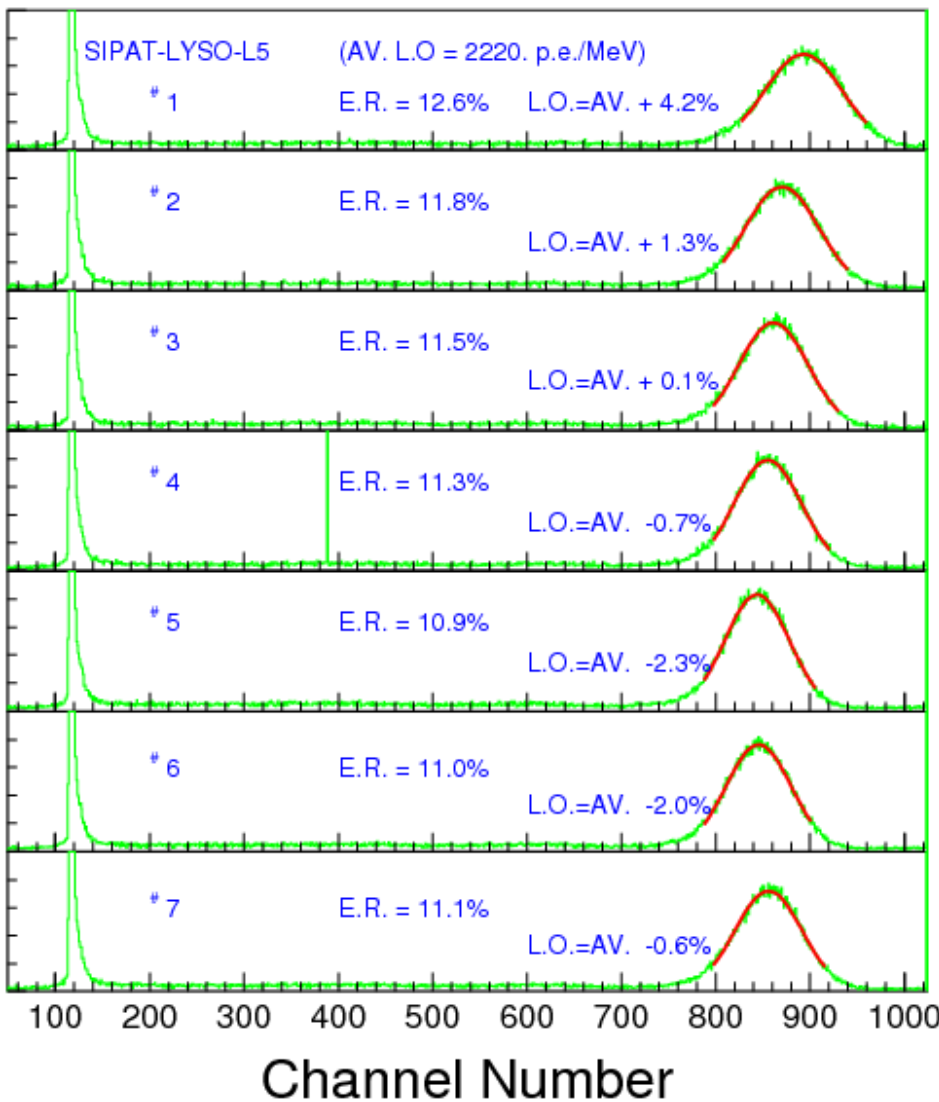 SIPAT-LYSO-L5 (AV. L.O = 2220. p.e./MeV)
# 1 E.R. = 12.6% L.O.=AV. + 4.2%
# 2 E.R. = 11.8%
L.O.=AV. + 1.3%
# 3 E.R. = 11.5%
L.O.=AV. + 0.1%
# 4 E.R. = 11.3%
L.O.=AV. -0.7%
# 5 E.R. = 10.9%
L.O.=AV. -2.3%
# 6 E.R. = 11.0%
L.O.=AV. -2.0%
# 7 E.R. = 11.1%
L.O.=AV. -0.6%
100 200 300 400 500 600 700 800 900 1000
Channel Number